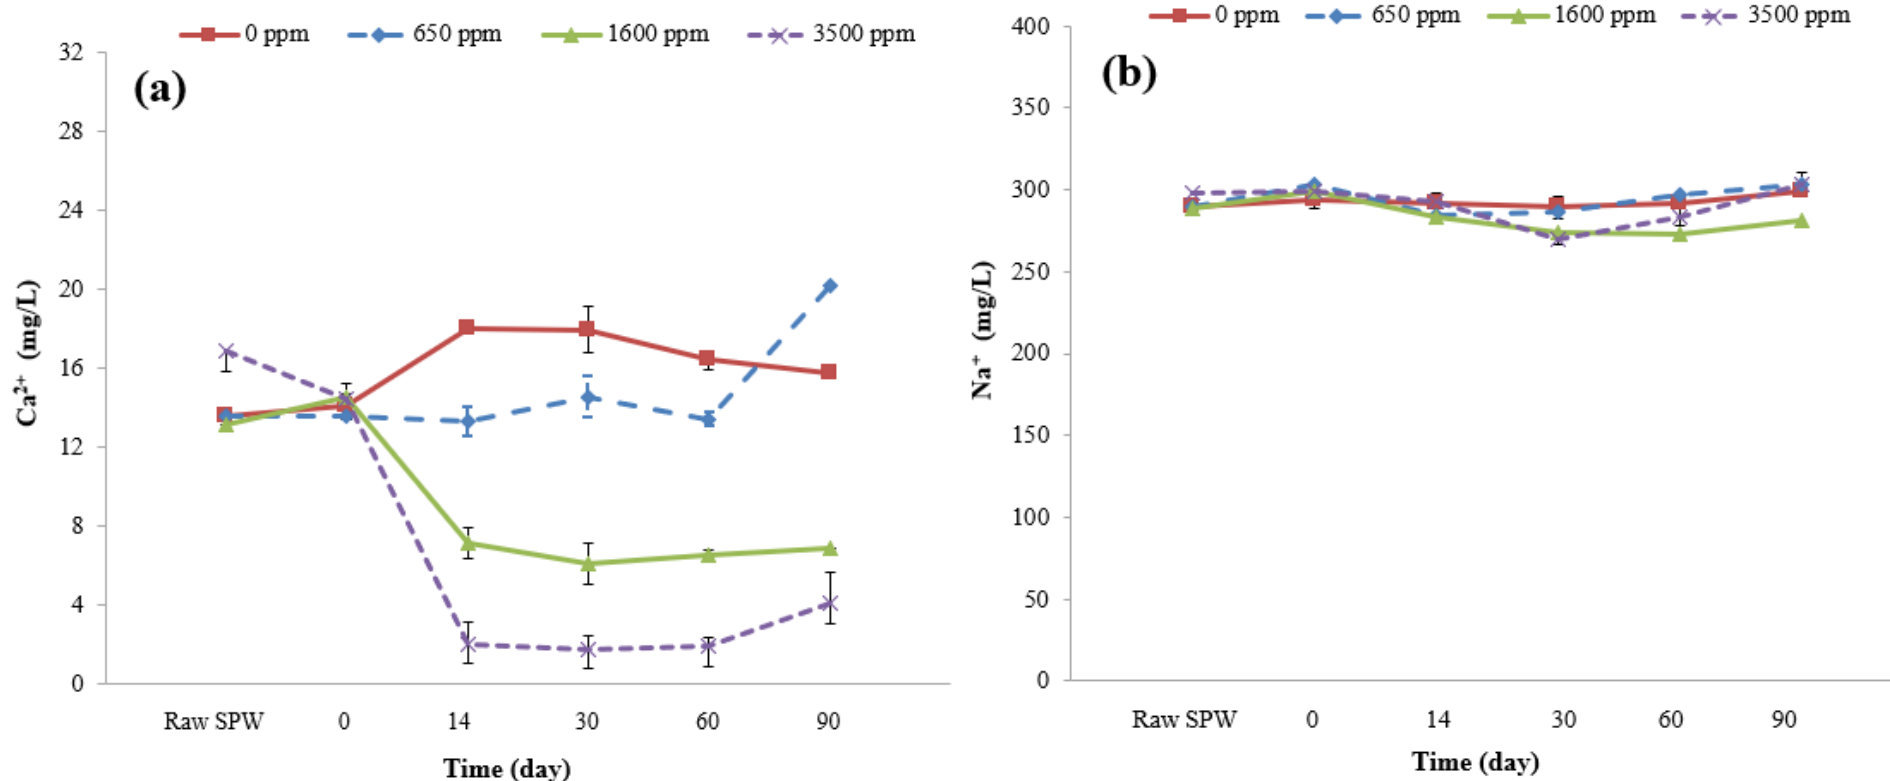 0 ppm 650 ppm 1600 ppm 3500 ppm
(a)
32
28
24
20
16
12
8
4
0
Ca²⁺ (mg/L)
Raw SPW 0 14 30 60 90
Time (day)
0 ppm 650 ppm 1600 ppm 3500 ppm
(b)
400
350
300
250
200
150
100
50
0
Na⁺ (mg/L)
Raw SPW 0 14 30 60 90
Time (day)